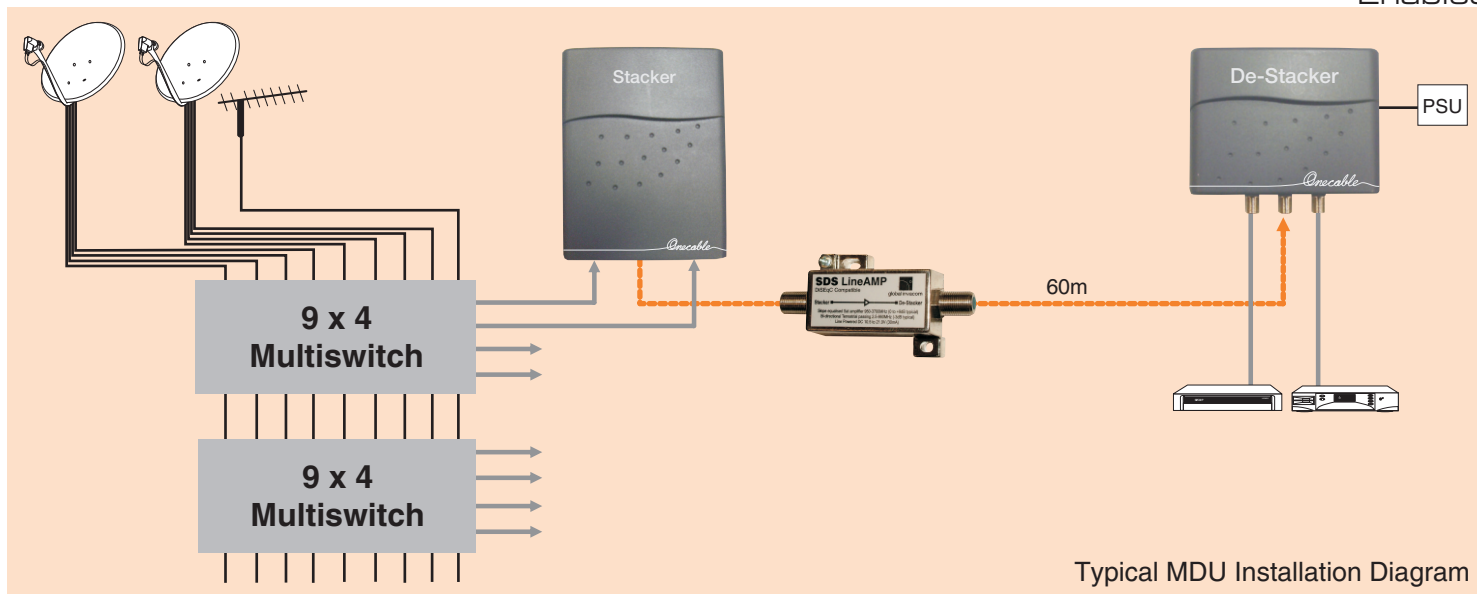 Stacker
De-Stacker
PSU
Onecable
Onecable
SDS LineAMP
DiSEqC Compatible
globalinvacom
Stacker
De-Stacker
60m
9 x 4
Multiswitch
9 x 4
Multiswitch
Typical MDU Installation Diagram